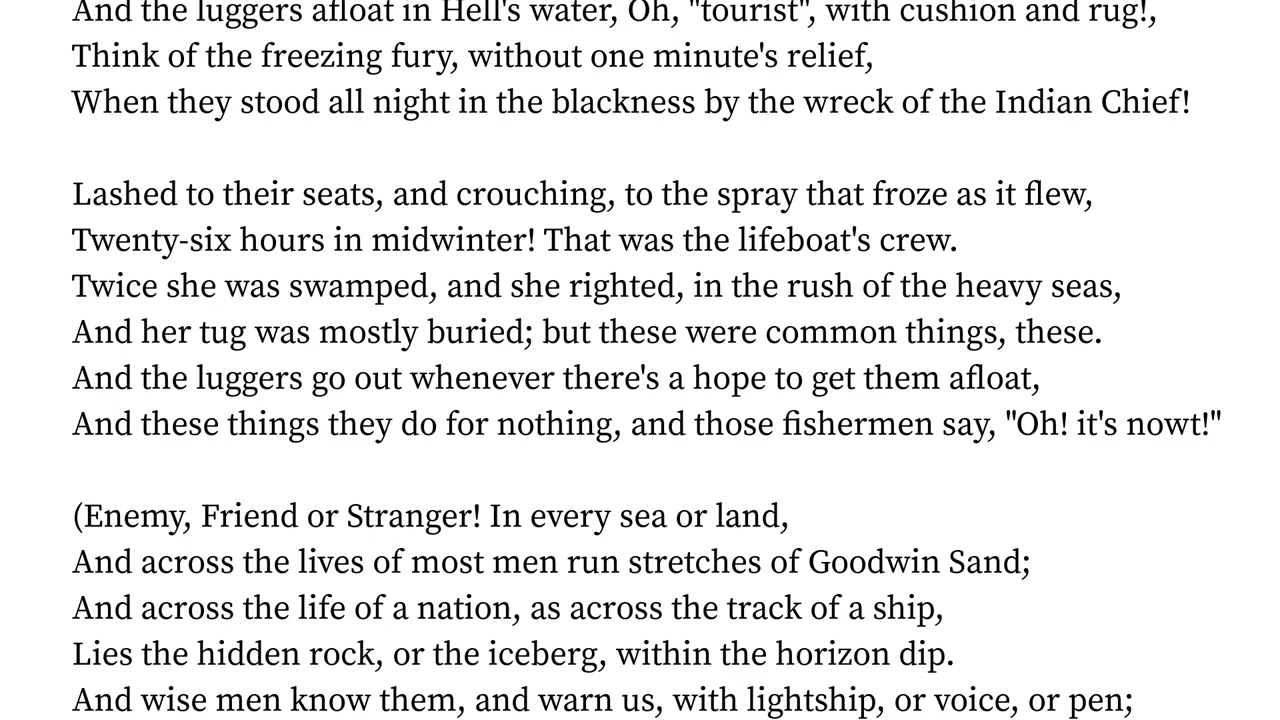 And the luggers afloat in Hell's water, Oh, "tourist", with cushion and rug!,
Think of the freezing fury, without one minute's relief,
When they stood all night in the blackness by the wreck of the Indian Chief!
Lashed to their seats, and crouching, to the spray that froze as it flew,
Twenty-six hours in midwinter! That was the lifeboat's crew.
Twice she was swamped, and she righted, in the rush of the heavy seas,
And her tug was mostly buried; but these were common things, these.
And the luggers go out whenever there's a hope to get them afloat,
And these things they do for nothing, and those fishermen say, "Oh! it's nowt!"
(Enemy, Friend or Stranger! In every sea or land,
And across the lives of most men run stretches of Goodwin Sand;
And across the life of a nation, as across the track of a ship,
Lies the hidden rock, or the iceberg, within the horizon dip.
And wise men know them, and warn us, with lightship, or voice, or pen;